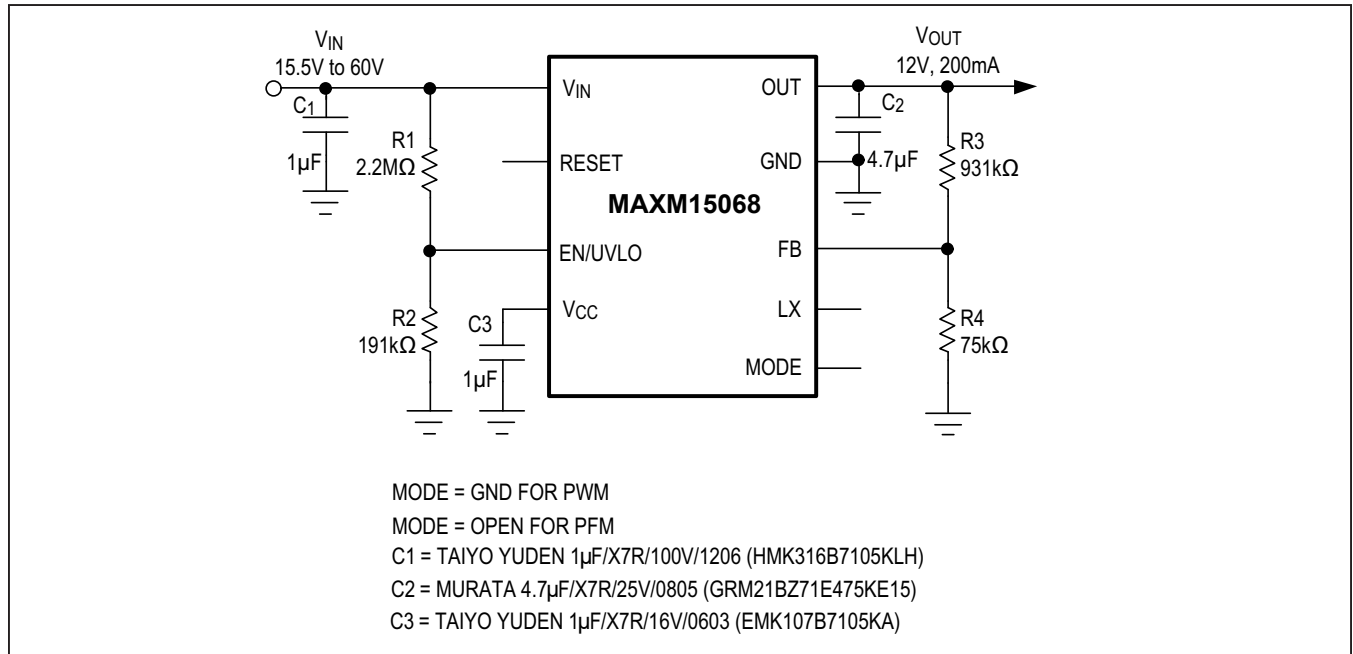 VIN
15.5V to 60V
C1
1µF
R1
2.2MΩ
R2
191kΩ
C3
1µF
VIN
RESET
EN/UVLO
VCC
MAXM15068
OUT
GND
FB
LX
MODE
VOUT
12V, 200mA
C2
4.7µF
R3
931kΩ
R4
75kΩ
MODE = GND FOR PWM
MODE = OPEN FOR PFM
C1 = TAIYO YUDEN 1µF/X7R/100V/1206 (HMK316B7105KLH)
C2 = MURATA 4.7µF/X7R/25V/0805 (GRM21BZ71E475KE15)
C3 = TAIYO YUDEN 1µF/X7R/16V/0603 (EMK107B7105KA)